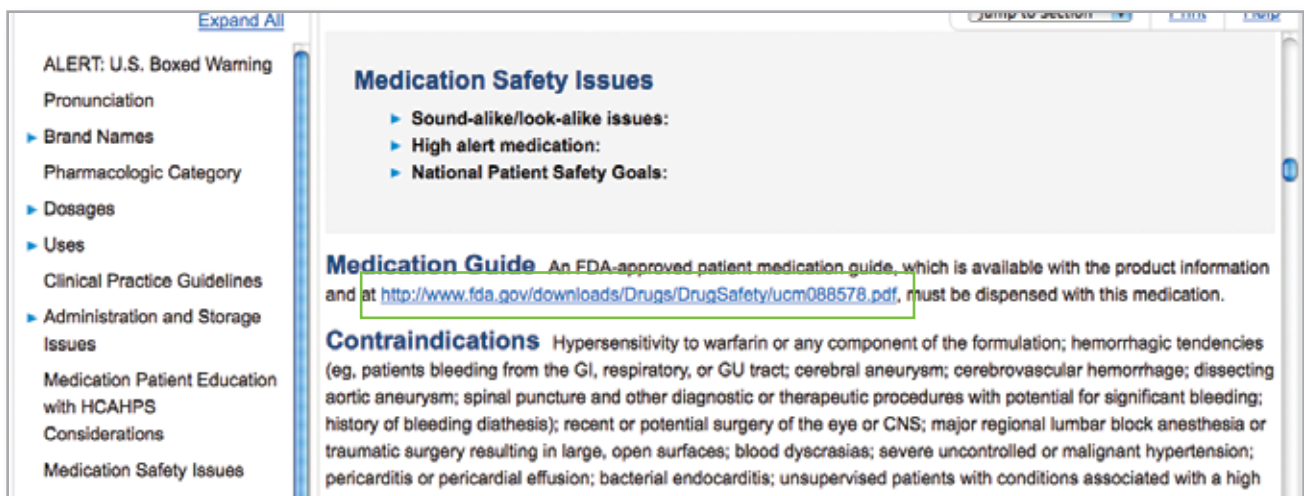 Expand All
Jump to Section
Print
Help
ALERT: U.S. Boxed Warning
Pronunciation
Brand Names
Pharmacologic Category
Dosages
Uses
Clinical Practice Guidelines
Administration and Storage
Issues
Medication Patient Education
with HCAHPS
Considerations
Medication Safety Issues
Medication Safety Issues
Sound-alike/look-alike issues:
High alert medication:
National Patient Safety Goals:
Medication Guide An FDA-approved patient medication guide, which is available with the product information
and at http://www.fda.gov/downloads/Drugs/DrugSafety/ucm088578.pdf, must be dispensed with this medication.
Contraindications Hypersensitivity to warfarin or any component of the formulation; hemorrhagic tendencies
(eg, patients bleeding from the GI, respiratory, or GU tract; cerebral aneurysm; cerebrovascular hemorrhage; dissecting
aortic aneurysm; spinal puncture and other diagnostic or therapeutic procedures with potential for significant bleeding;
history of bleeding diathesis); recent or potential surgery of the eye or CNS; major regional lumbar block anesthesia or
traumatic surgery resulting in large, open surfaces; blood dyscrasias; severe uncontrolled or malignant hypertension;
pericarditis or pericardial effusion; bacterial endocarditis; unsupervised patients with conditions associated with a high